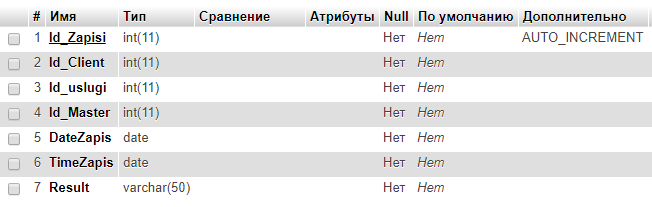 # Имя Тип Сравнение Атрибуты Null По умолчанию Дополнительно
1 Id_Zapisi int(11) Нет Нет AUTO_INCREMENT
2 Id_Client int(11) Нет Нет
3 Id_uslugi int(11) Нет Нет
4 Id_Master int(11) Нет Нет
5 DateZapis date Нет Нет
6 TimeZapis date Нет Нет
7 Result varchar(50) Нет Нет